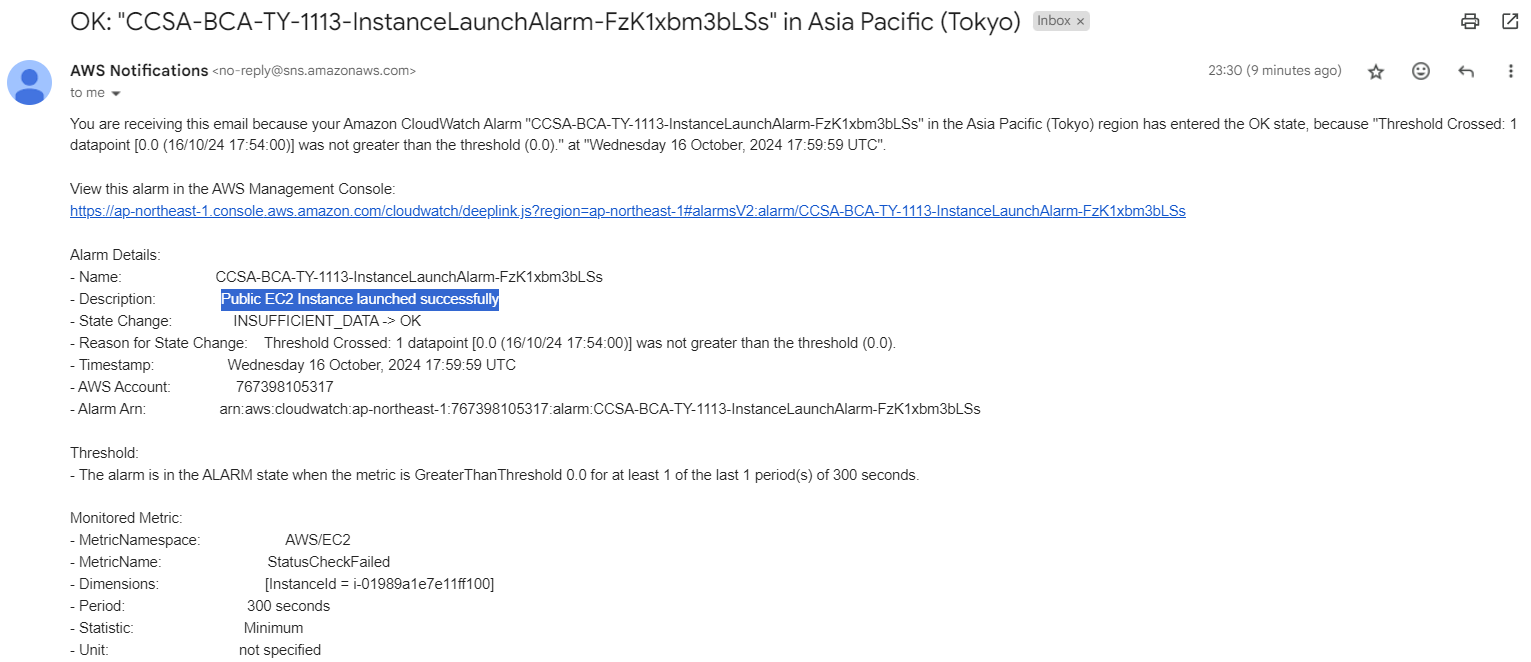 OK: "CCSA-BCA-TY-1113-InstanceLaunchAlarm-FzK1xbm3bLSs" in Asia Pacific (Tokyo) Inbox ×
AWS Notifications <no-reply@sns.amazonaws.com> 23:30 (9 minutes ago)
to me
You are receiving this email because your Amazon CloudWatch Alarm "CCSA-BCA-TY-1113-InstanceLaunchAlarm-FzK1xbm3bLSs" in the Asia Pacific (Tokyo) region has entered the OK state, because "Threshold Crossed: 1
datapoint [0.0 (16/10/24 17:54:00)] was not greater than the threshold (0.0)." at "Wednesday 16 October, 2024 17:59:59 UTC".
View this alarm in the AWS Management Console:
https://ap-northeast-1.console.aws.amazon.com/cloudwatch/deeplink.js?region=ap-northeast-1#alarmsV2:alarm/CCSA-BCA-TY-1113-InstanceLaunchAlarm-FzK1xbm3bLSs
Alarm Details:
- Name: CCSA-BCA-TY-1113-InstanceLaunchAlarm-FzK1xbm3bLSs
- Description: Public EC2 Instance launched successfully
- State Change: INSUFFICIENT_DATA -> OK
- Reason for State Change: Threshold Crossed: 1 datapoint [0.0 (16/10/24 17:54:00)] was not greater than the threshold (0.0).
- Timestamp: Wednesday 16 October, 2024 17:59:59 UTC
- AWS Account: 767398105317
- Alarm Arn: arn:aws:cloudwatch:ap-northeast-1:767398105317:alarm:CCSA-BCA-TY-1113-InstanceLaunchAlarm-FzK1xbm3bLSs
Threshold:
- The alarm is in the ALARM state when the metric is GreaterThanThreshold 0.0 for at least 1 of the last 1 period(s) of 300 seconds.
Monitored Metric:
- MetricNamespace: AWS/EC2
- MetricName: StatusCheckFailed
- Dimensions: [InstanceId = i-01989a1e7e11ff100]
- Period: 300 seconds
- Statistic: Minimum
- Unit: not specified